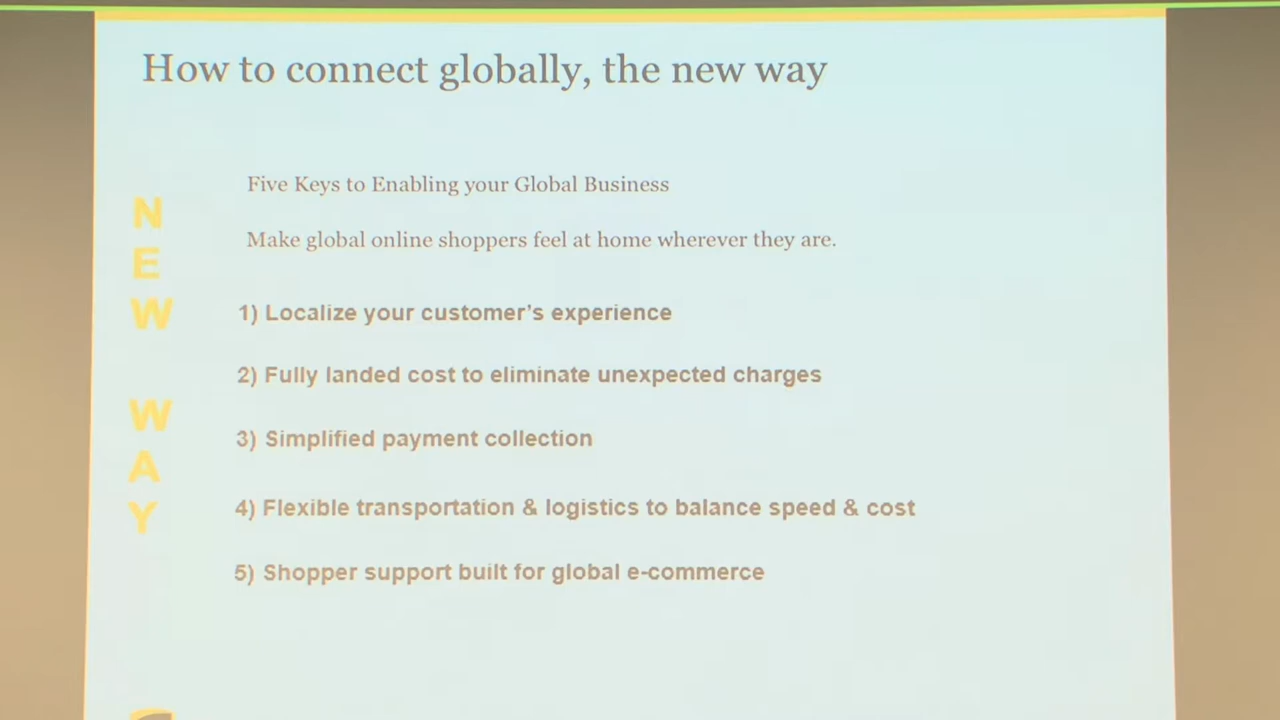 How to connect globally, the new way
Five Keys to Enabling your Global Business
Make global online shoppers feel at home wherever they are.
N
E
W
W
A
Y
1) Localize your customer's experience
2) Fully landed cost to eliminate unexpected charges
3) Simplified payment collection
4) Flexible transportation & logistics to balance speed & cost
5) Shopper support built for global e-commerce